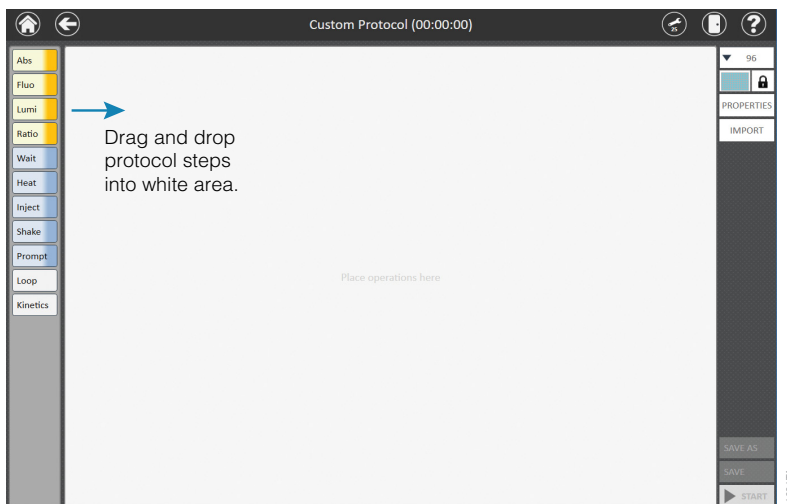 Custom Protocol (00:00:00)
25
?
Abs
Fluo
Lumi
Ratio
Wait
Heat
Inject
Shake
Prompt
Loop
Kinetics
Drag and drop
protocol steps
into white area.
Place operations here
96
PROPERTIES
IMPORT
SAVE AS
SAVE
START